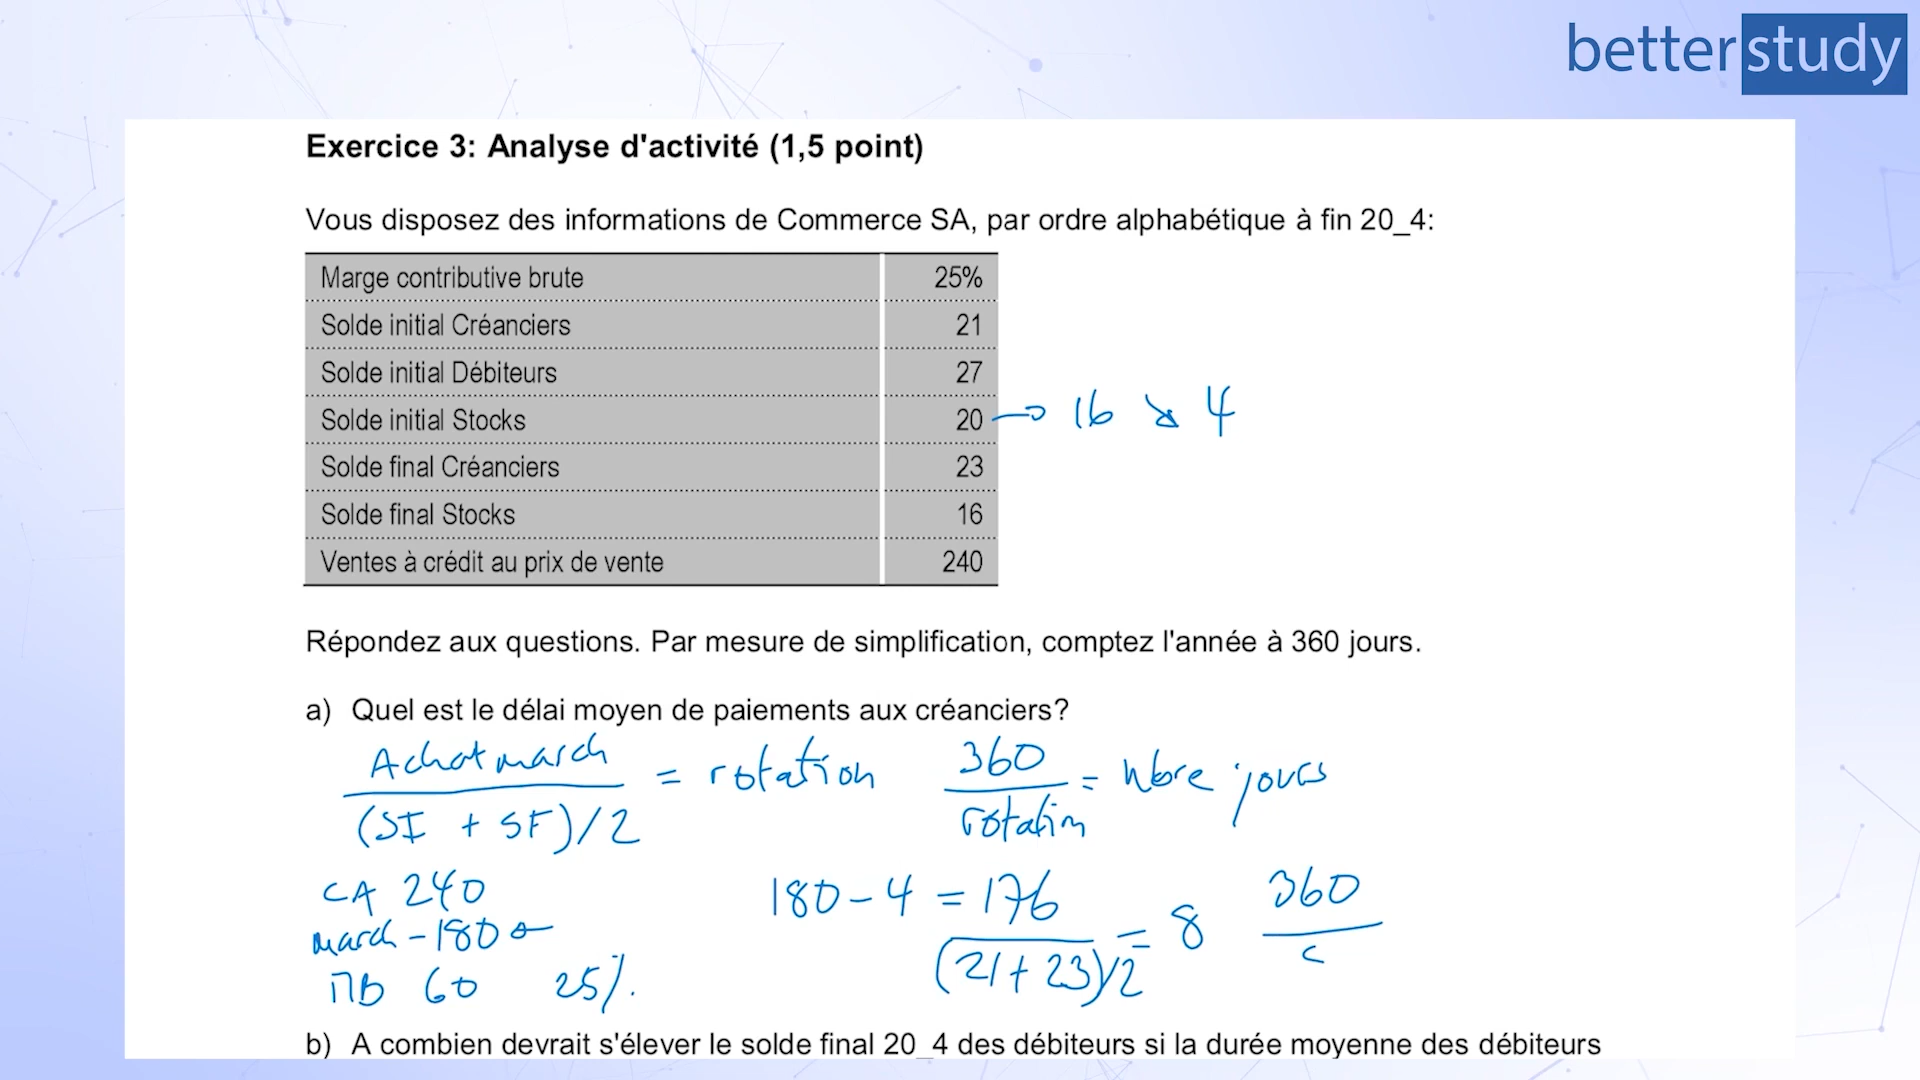 betterstudy
Exercice 3: Analyse d'activité (1,5 point)
Vous disposez des informations de Commerce SA, par ordre alphabétique à fin 20_4:
Marge contributive brute 25%
Solde initial Créanciers 21
Solde initial Débiteurs 27
Solde initial Stocks 20 → 16 ↘ 4
Solde final Créanciers 23
Solde final Stocks 16
Ventes à crédit au prix de vente 240
Répondez aux questions. Par mesure de simplification, comptez l'année à 360 jours.
a) Quel est le délai moyen de paiements aux créanciers?
Achat march = rotation 360 = nbre jours
(SI + SF)/2 rotation
CA 240 180 - 4 = 176 = 8 360
march - 180 ← (21 + 23)/2
MB 60 25%
b) A combien devrait s'élever le solde final 20_4 des débiteurs si la durée moyenne des débiteurs